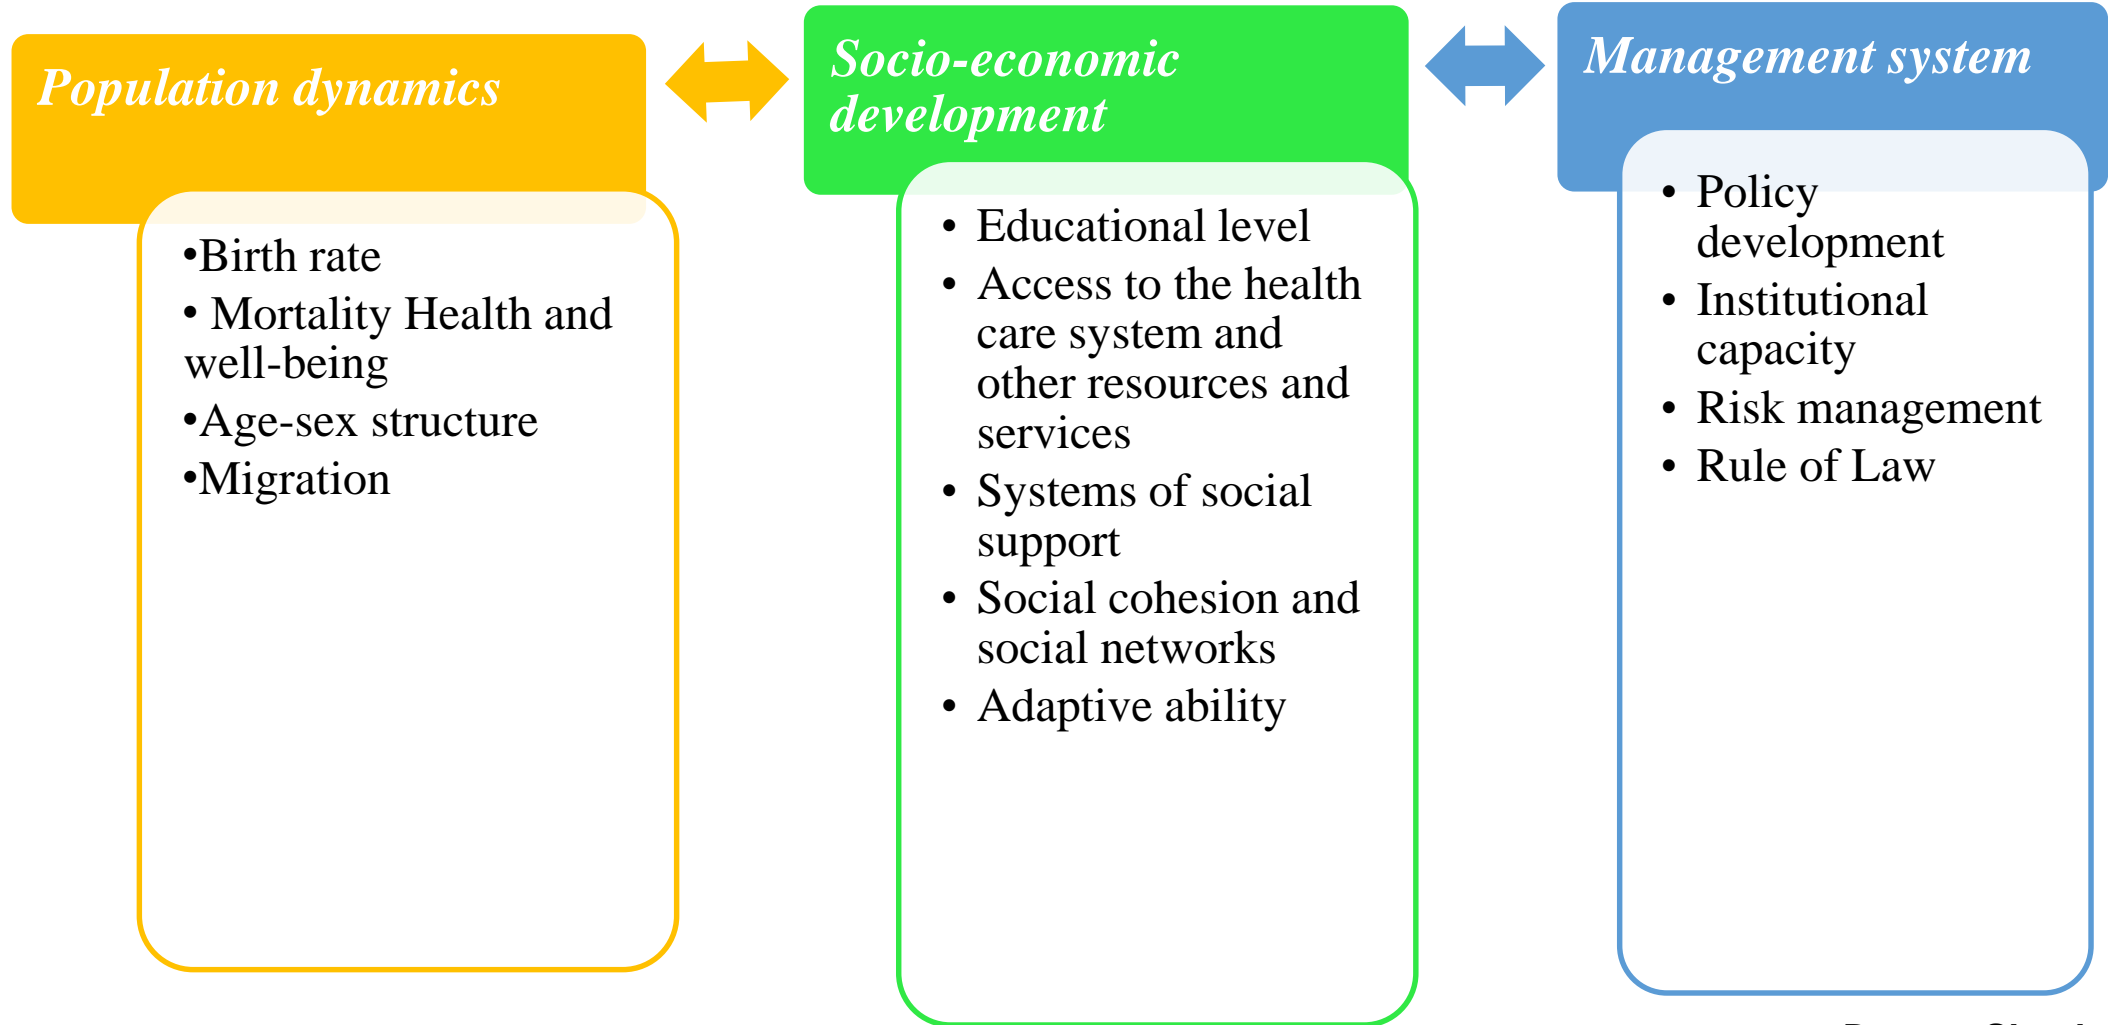 Population dynamics
•Birth rate
• Mortality Health and
well-being
•Age-sex structure
•Migration
Socio-economic
development
• Educational level
• Access to the health
care system and
other resources and
services
• Systems of social
support
• Social cohesion and
social networks
• Adaptive ability
Management system
• Policy
development
• Institutional
capacity
• Risk management
• Rule of Law